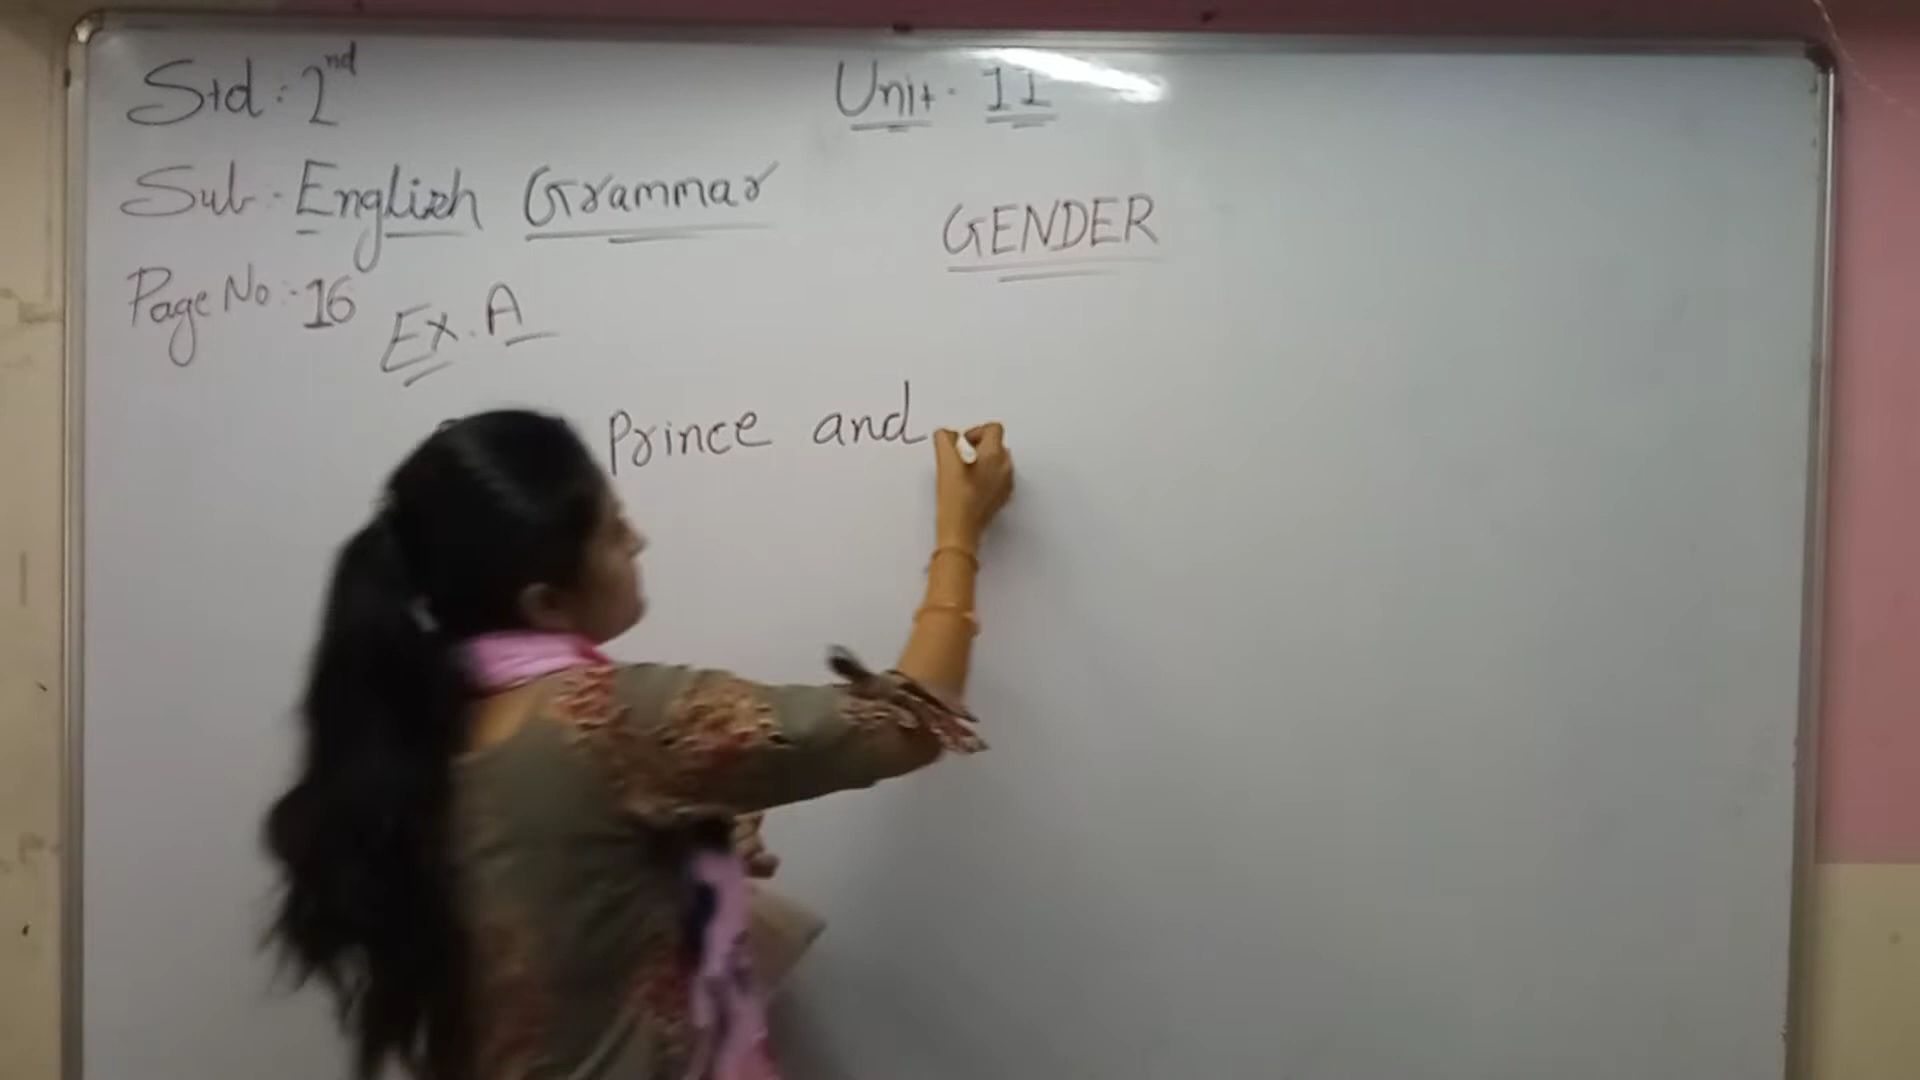 Std: 2nd
Unit- 11
Sub- English Grammar
GENDER
Page No:- 16
Ex. A
Prince and